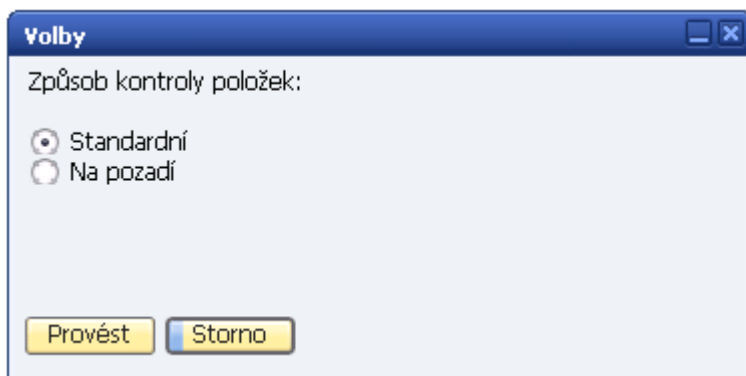 Volby
Způsob kontroly položek:
Standardní
Na pozadí
Provést Storno